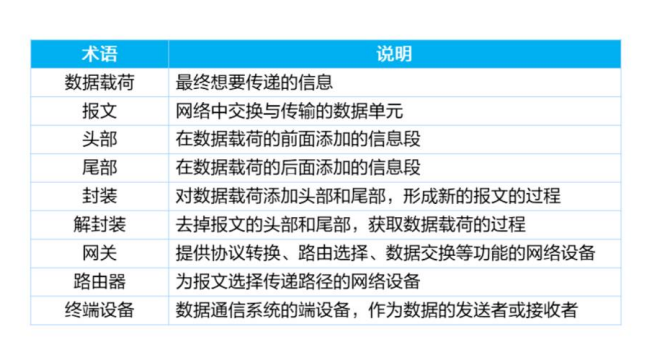 术语 说明
数据载荷 最终想要传递的信息
报文 网络中交换与传输的数据单元
头部 在数据载荷的前面添加的信息段
尾部 在数据载荷的后面添加的信息段
封装 对数据载荷添加头部和尾部，形成新的报文的过程
解封装 去掉报文的头部和尾部，获取数据载荷的过程
网关 提供协议转换、路由选择、数据交换等功能的网络设备
路由器 为报文选择传递路径的网络设备
终端设备 数据通信系统的端设备，作为数据的发送者或接收者